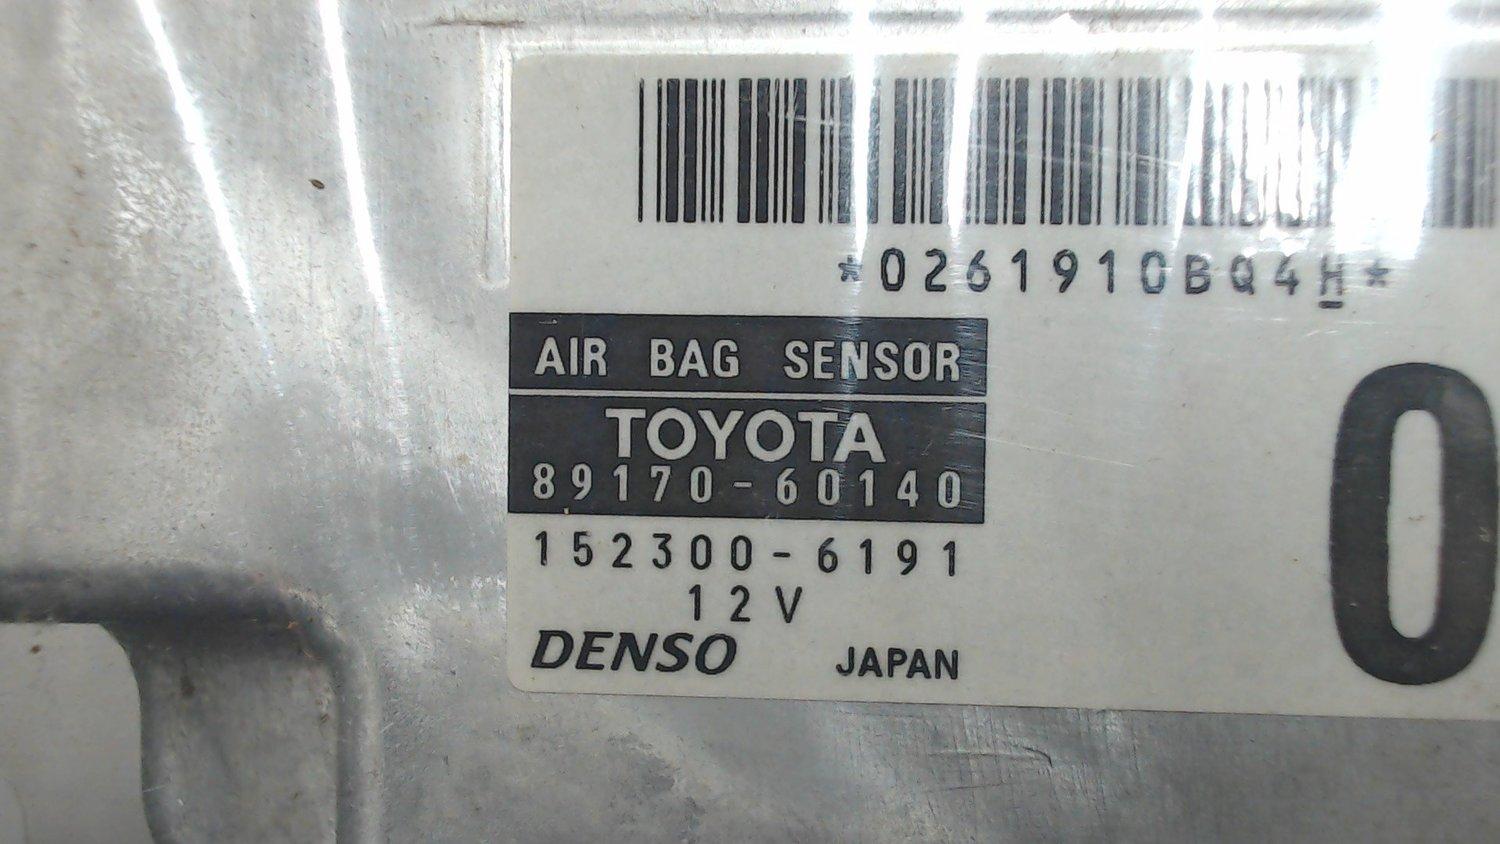 *0261910BQ4H*
AIR BAG SENSOR
TOYOTA
89170-60140
152300-6191
12V
DENSO JAPAN
0